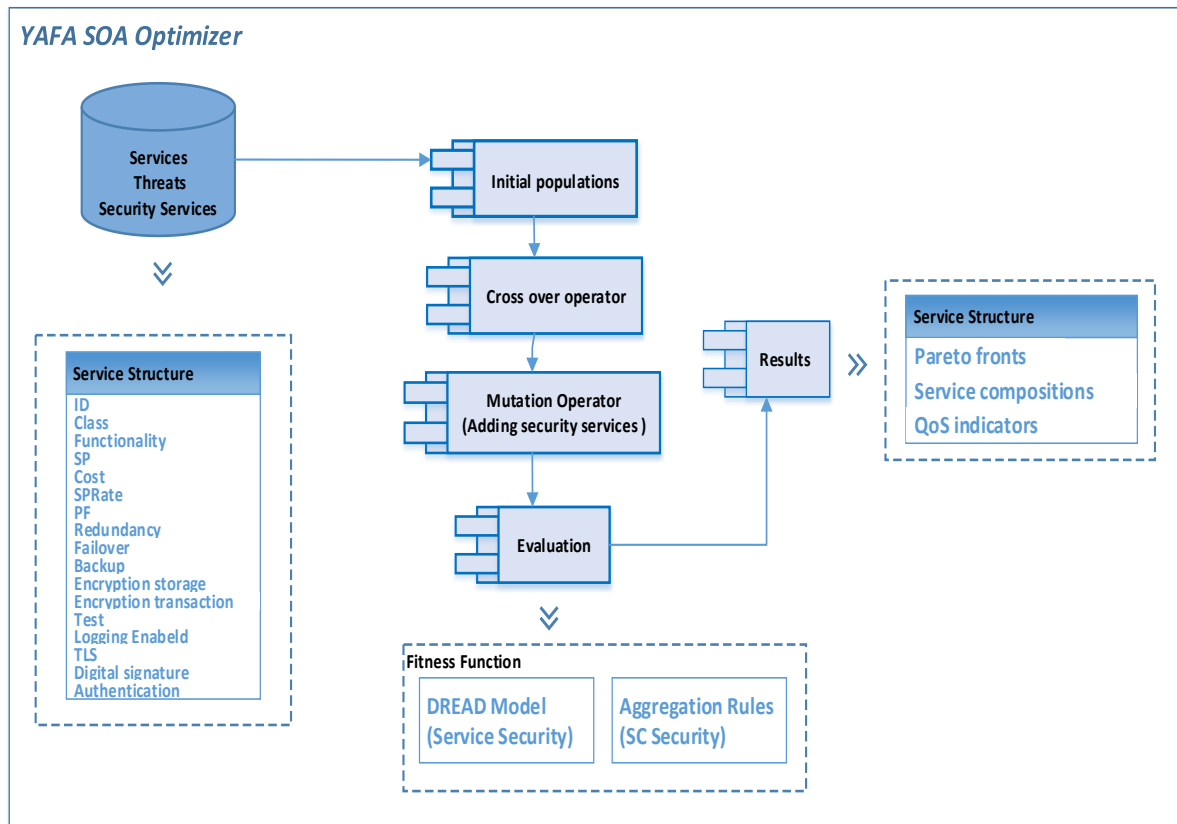 YAFA SOA Optimizer
Services
Threats
Security Services
Initial populations
Cross over operator
Mutation Operator
(Adding security services )
Evaluation
Results
Service Structure
Pareto fronts
Service compositions
QoS indicators
Service Structure
ID
Class
Functionality
SP
Cost
SPRate
PF
Redundancy
Failover
Backup
Encryption storage
Encryption transaction
Test
Logging Enabeld
TLS
Digital signature
Authentication
Fitness Function
DREAD Model
(Service Security)
Aggregation Rules
(SC Security)